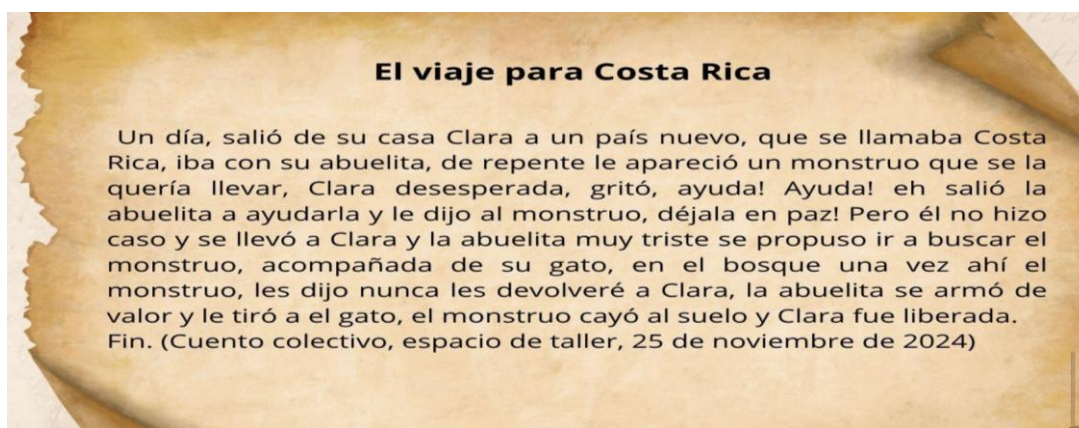 El viaje para Costa Rica
Un día, salió de su casa Clara a un país nuevo, que se llamaba Costa
Rica, iba con su abuelita, de repente le apareció un monstruo que se la
quería llevar, Clara desesperada, gritó, ayuda! Ayuda! eh salió la
abuelita a ayudarla y le dijo al monstruo, déjala en paz! Pero él no hizo
caso y se llevó a Clara y la abuelita muy triste se propuso ir a buscar el
monstruo, acompañada de su gato, en el bosque una vez ahí el
monstruo, les dijo nunca les devolveré a Clara, la abuelita se armó de
valor y le tiró a el gato, el monstruo cayó al suelo y Clara fue liberada.
Fin. (Cuento colectivo, espacio de taller, 25 de noviembre de 2024)